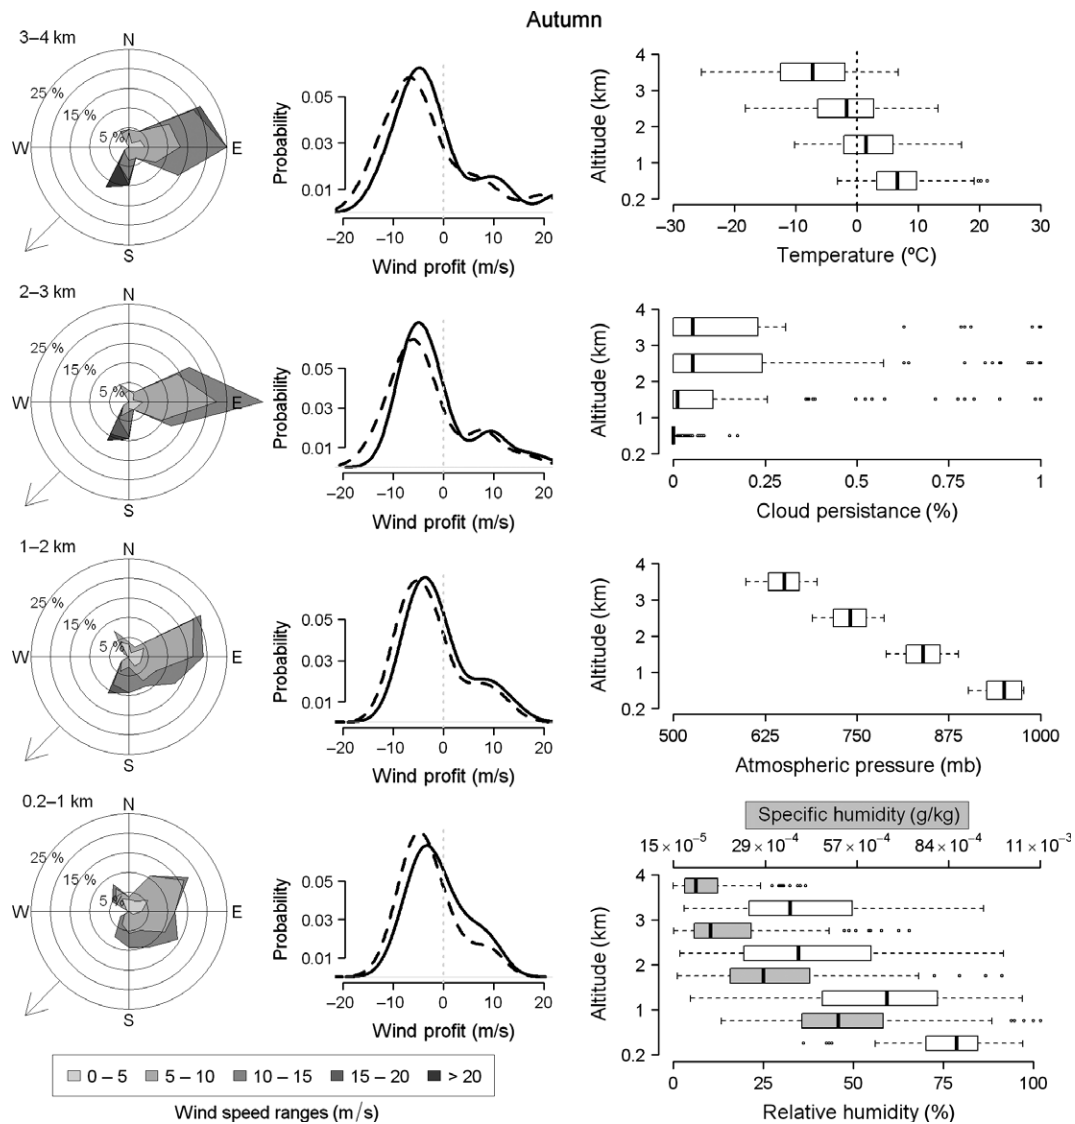 Autumn
3–4 km
N
25 %
15 %
5 %
W
E
S
Probability
0.05
0.03
0.01
−20 −10 0 10 20
Wind profit (m/s)
Altitude (km)
4
3
2
1
0.2
−30 −20 −10 0 10 20 30
Temperature (ºC)
2–3 km
N
25 %
15 %
5 %
W
E
S
Probability
0.05
0.03
0.01
−20 −10 0 10 20
Wind profit (m/s)
Altitude (km)
4
3
2
1
0.2
0 0.25 0.5 0.75 1
Cloud persistance (%)
1–2 km
N
25 %
15 %
5 %
W
E
S
Probability
0.05
0.03
0.01
−20 −10 0 10 20
Wind profit (m/s)
Altitude (km)
4
3
2
1
0.2
500 625 750 875 1000
Atmospheric pressure (mb)
0.2–1 km
N
25 %
15 %
5 %
W
E
S
Probability
0.05
0.03
0.01
−20 −10 0 10 20
Wind profit (m/s)
Specific humidity (g/kg)
15 × 10⁻⁵ 29 × 10⁻⁴ 57 × 10⁻⁴ 84 × 10⁻⁴ 11 × 10⁻³
Altitude (km)
4
3
2
1
0.2
0 25 50 75 100
Relative humidity (%)
0 – 5 5 – 10 10 – 15 15 – 20 > 20
Wind speed ranges (m/s)